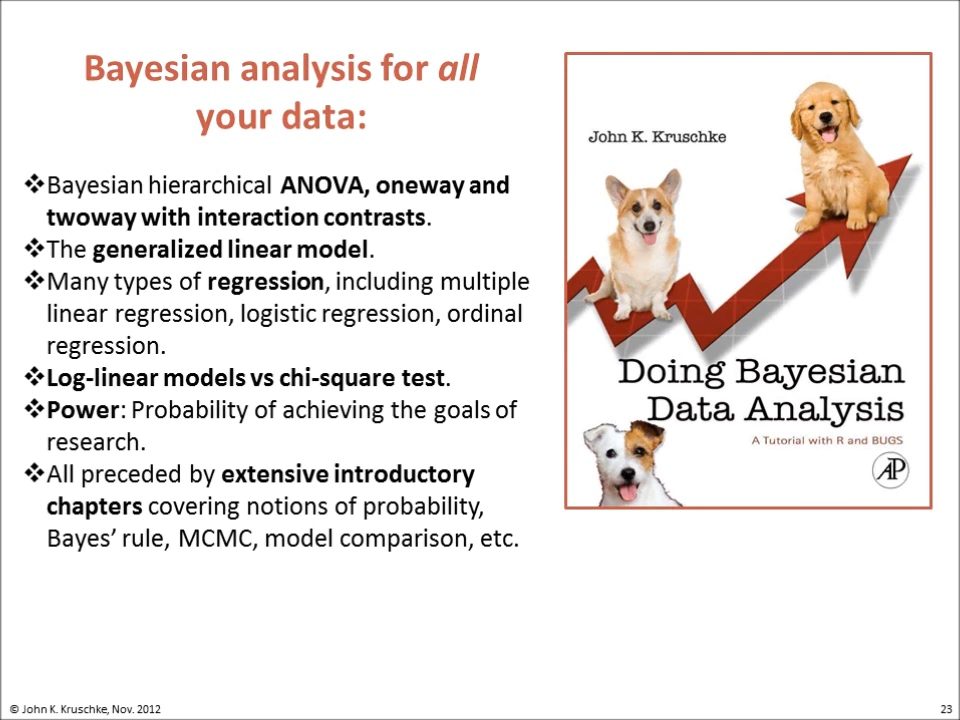 Bayesian analysis for all
your data:
❖Bayesian hierarchical ANOVA, oneway and
twoway with interaction contrasts.
❖The generalized linear model.
❖Many types of regression, including multiple
linear regression, logistic regression, ordinal
regression.
❖Log-linear models vs chi-square test.
❖Power: Probability of achieving the goals of
research.
❖All preceded by extensive introductory
chapters covering notions of probability,
Bayes’ rule, MCMC, model comparison, etc.
John K. Kruschke
Doing Bayesian
Data Analysis
A Tutorial with R and BUGS
AP
© John K. Kruschke, Nov. 2012
23